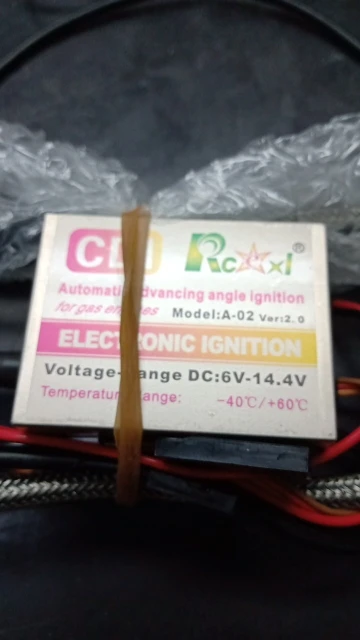 CDI Rcexl®
Automatic advancing angle ignition
for gas engines Model:A-02 Ver:2.0
ELECTRONIC IGNITION
Voltage-range DC:6V-14.4V
Temperature range: -40℃/+60℃